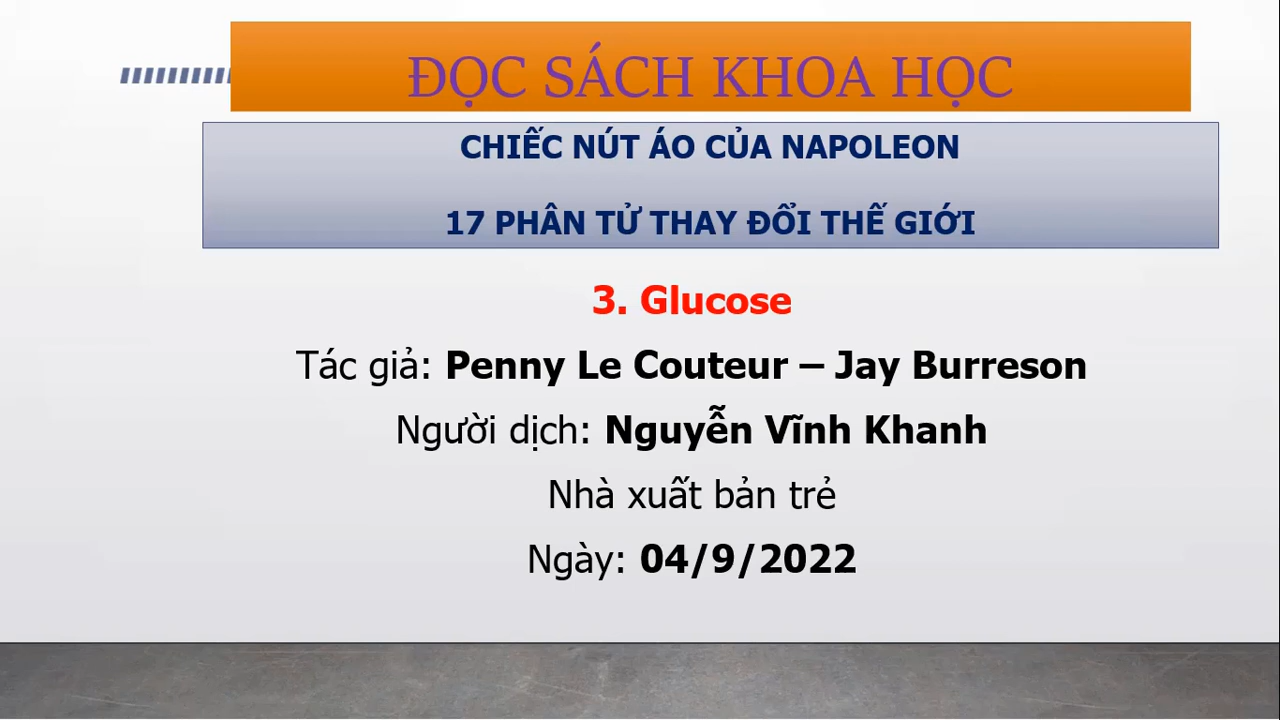 ĐỌC SÁCH KHOA HỌC
CHIẾC NÚT ÁO CỦA NAPOLEON
17 PHÂN TỬ THAY ĐỔI THẾ GIỚI
3. Glucose
Tác giả: Penny Le Couteur – Jay Burreson
Người dịch: Nguyễn Vĩnh Khanh
Nhà xuất bản trẻ
Ngày: 04/9/2022